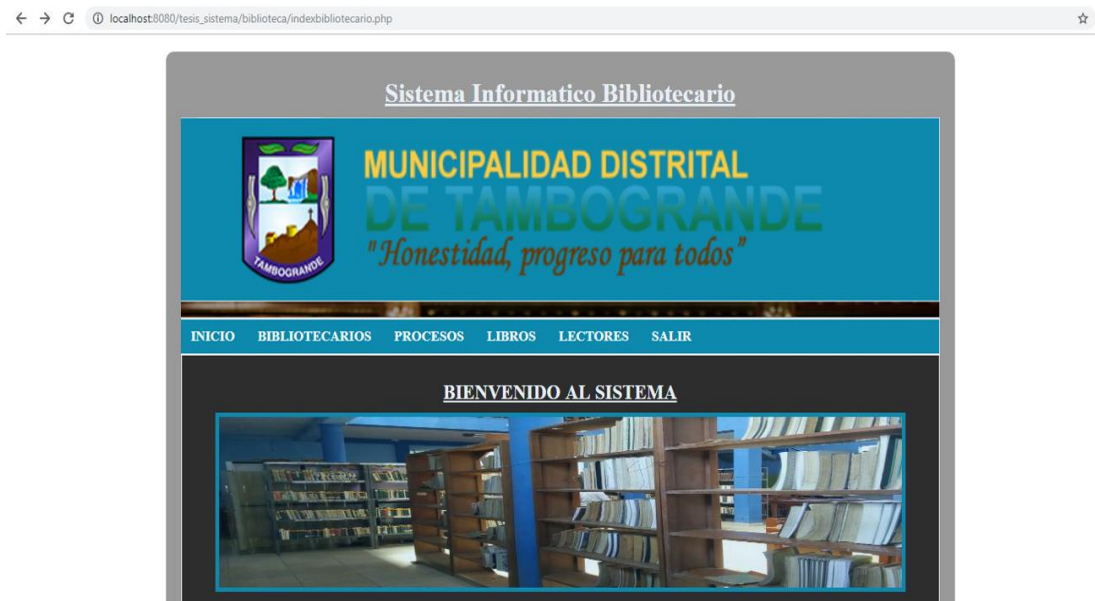 localhost:8080/tesis_sistema/biblioteca/indexbibliotecario.php
Sistema Informatico Bibliotecario
MUNICIPALIDAD DISTRITAL
DE TAMBOGRANDE
"Honestidad, progreso para todos"
TAMBOGRANDE
INICIO BIBLIOTECARIOS PROCESOS LIBROS LECTORES SALIR
BIENVENIDO AL SISTEMA